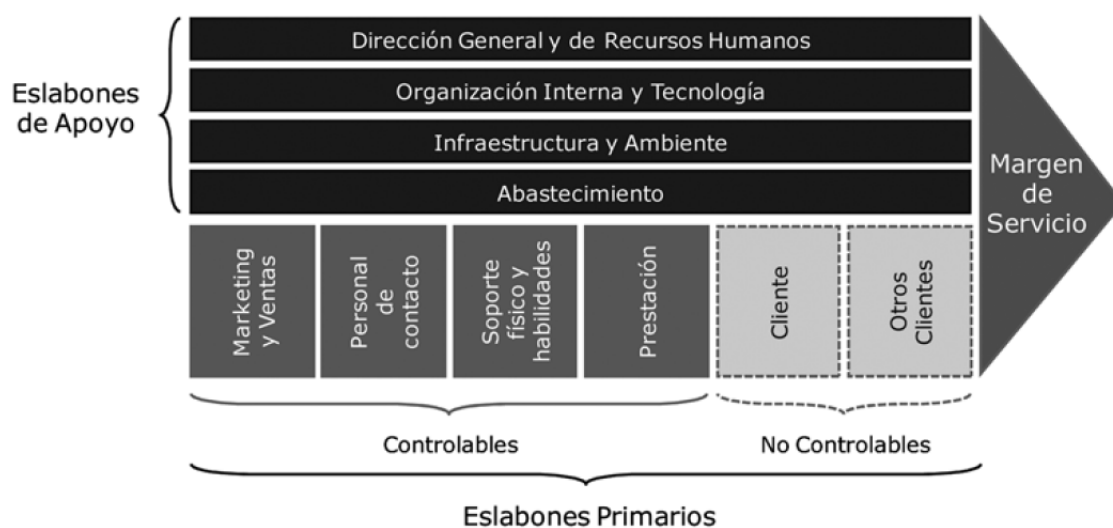 Eslabones
de Apoyo
Dirección General y de Recursos Humanos
Organización Interna y Tecnología
Infraestructura y Ambiente
Abastecimiento
Margen
de
Servicio
Marketing
y Ventas
Personal
de
contacto
Soporte
físico y
habilidades
Prestación
Cliente
Otros
Clientes
Controlables
No Controlables
Eslabones Primarios